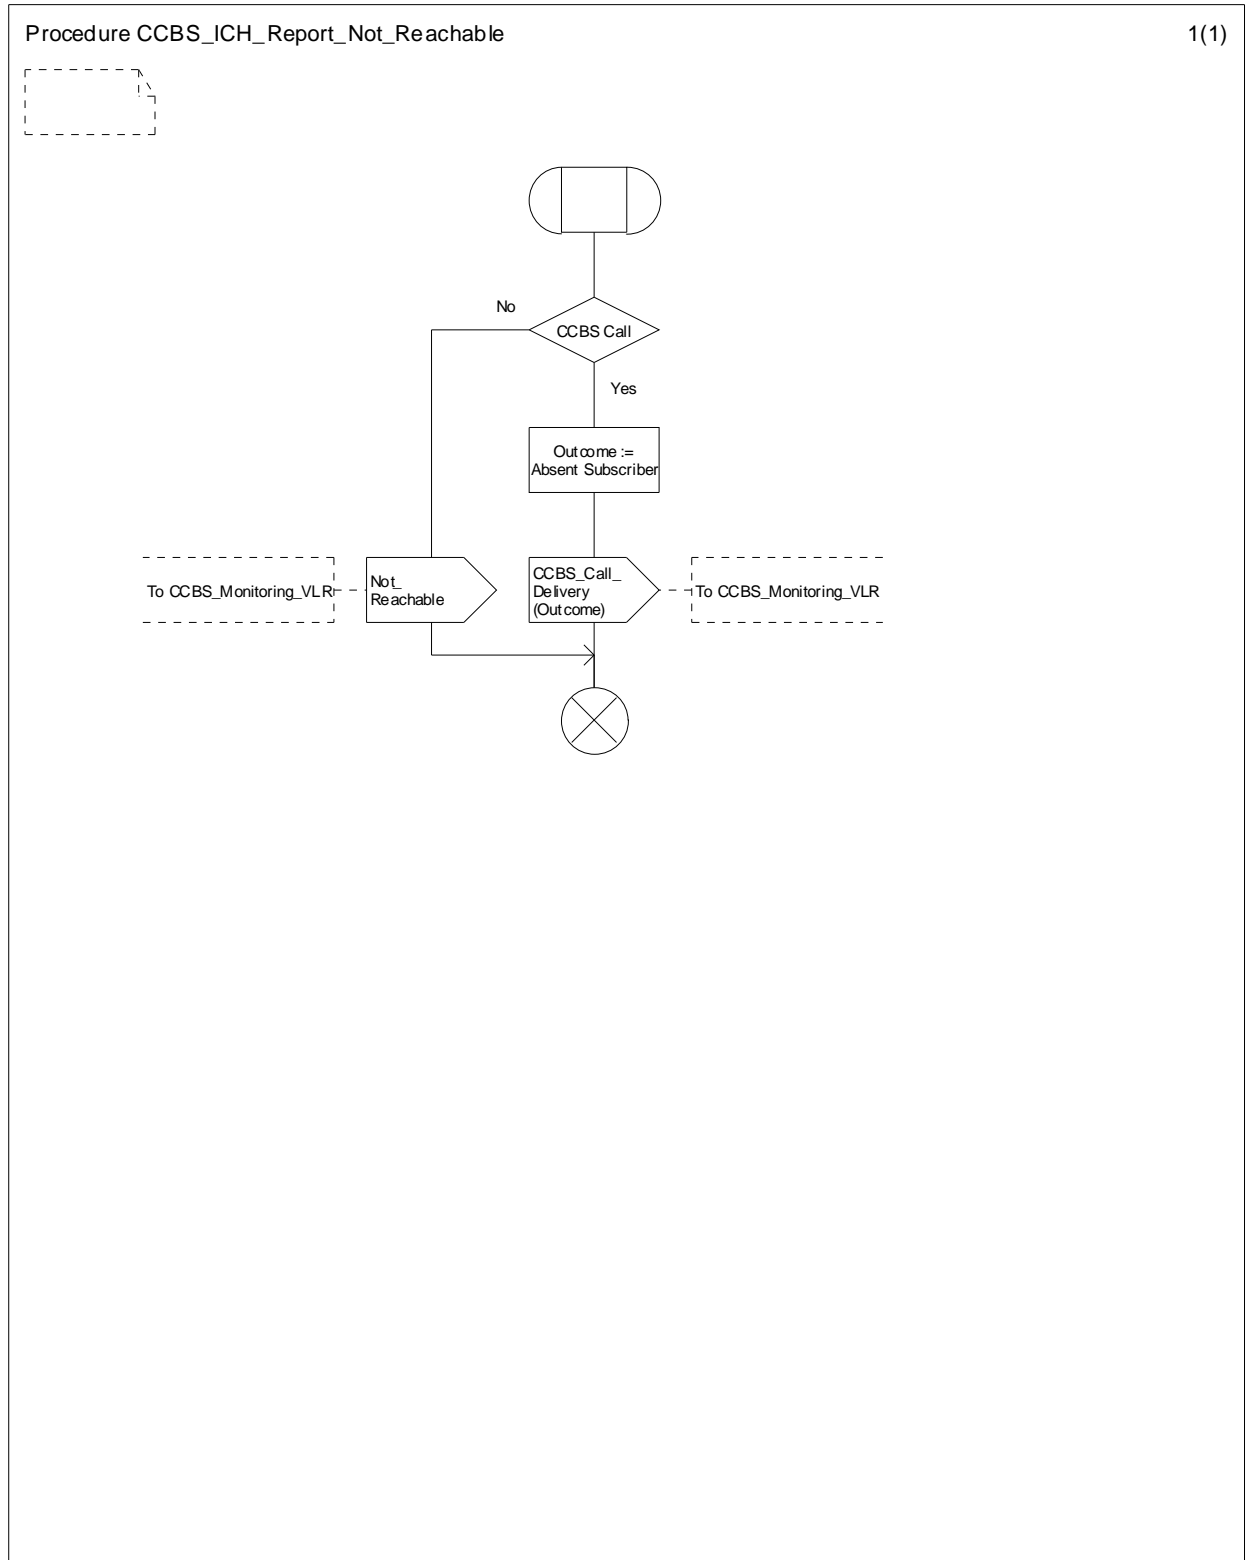 Procedure CCBS_ICH_Report_Not_Reachable 1(1)
No
CCBS Call
Yes
Outcome :=
Absent Subscriber
To CCBS_Monitoring_VLR
Not_
Reachable
CCBS_Call_
Delivery
(Outcome)
To CCBS_Monitoring_VLR